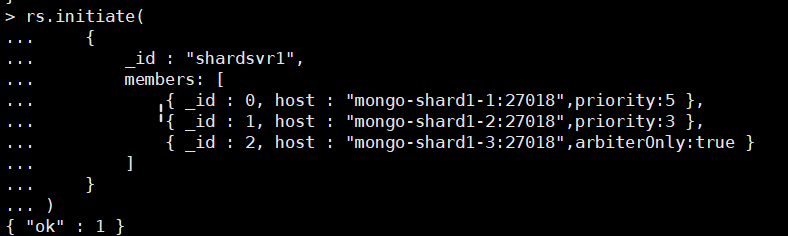 > rs.initiate(
...     {
...         _id : "shardsvr1",
...         members: [
...             { _id : 0, host : "mongo-shard1-1:27018",priority:5 },
...             { _id : 1, host : "mongo-shard1-2:27018",priority:3 },
...             { _id : 2, host : "mongo-shard1-3:27018",arbiterOnly:true }
...         ]
...     }
... )
{ "ok" : 1 }